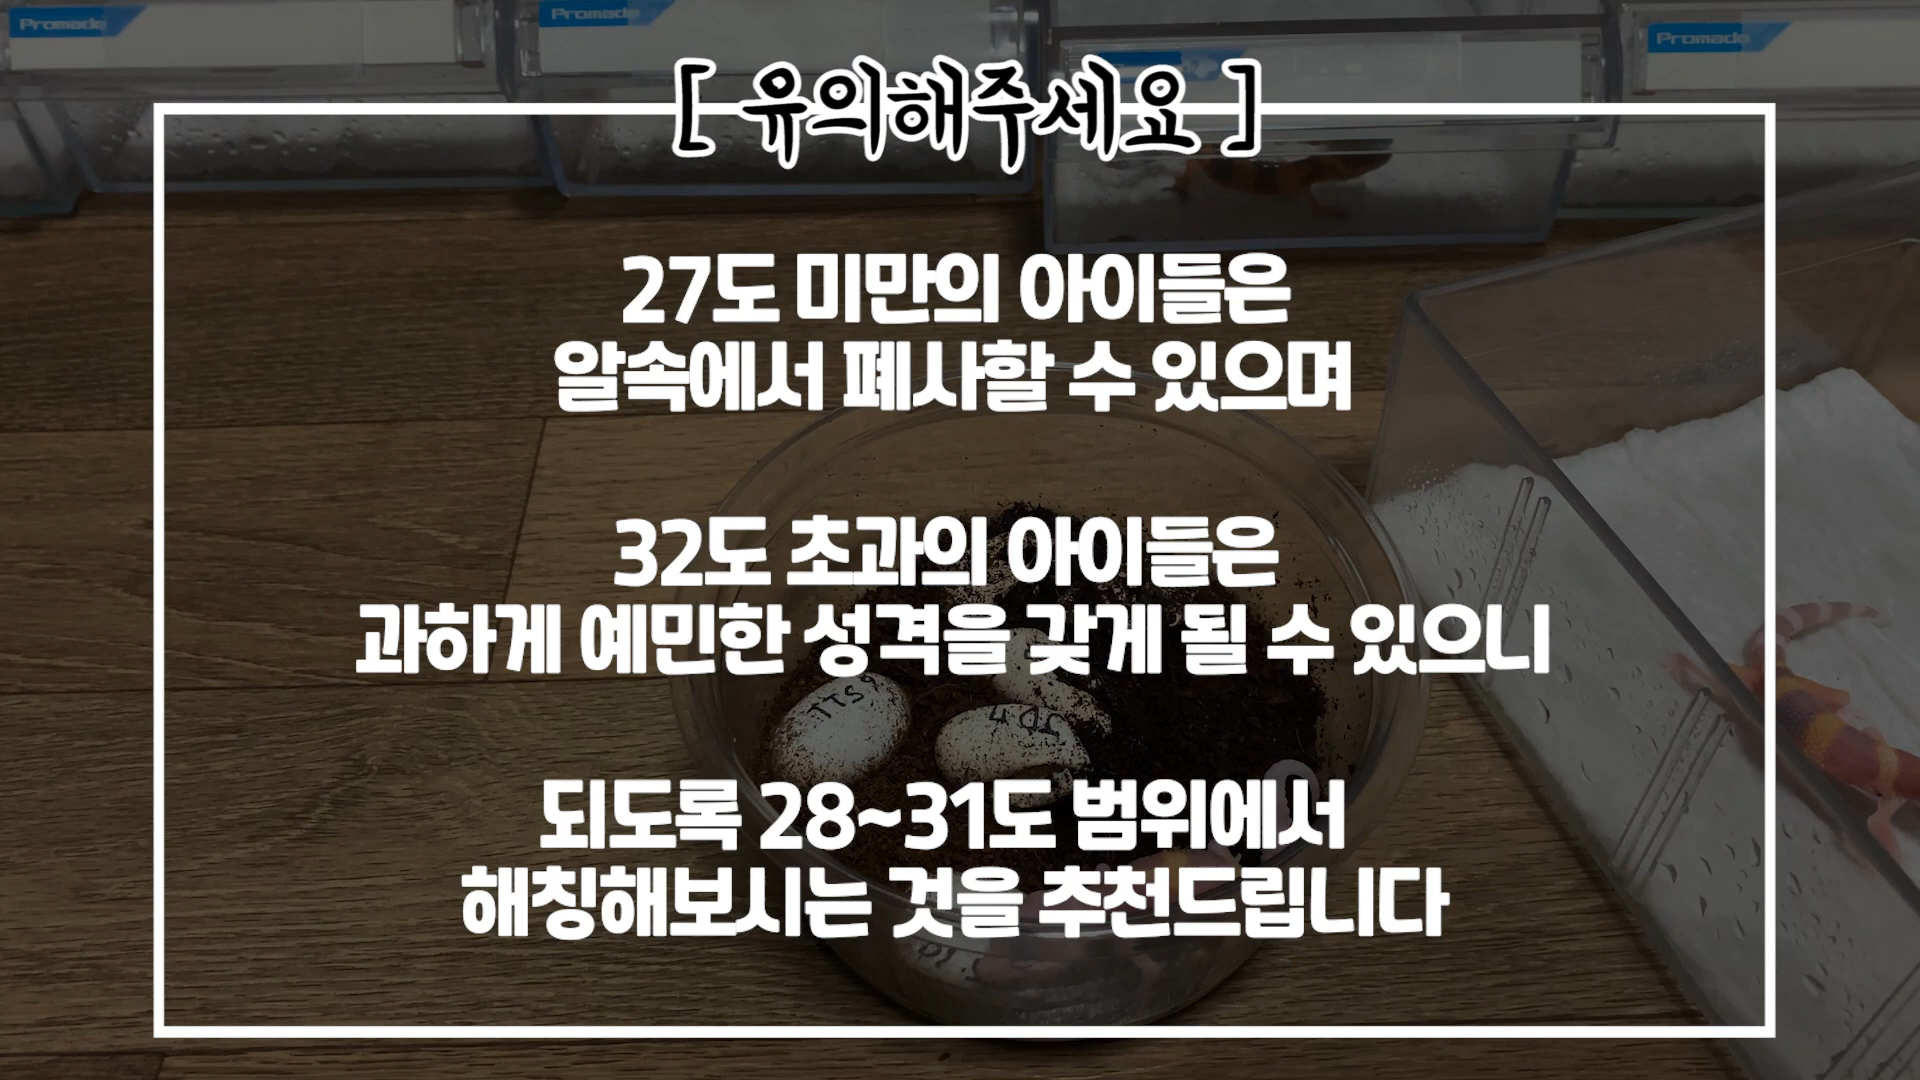 Promade
Promade
Promade
[ 유의해주세요 ]
27도 미만의 아이들은
알속에서 폐사할 수 있으며
32도 초과의 아이들은
과하게 예민한 성격을 갖게 될 수 있으니
TTS9
되도록 28~31도 범위에서
해칭해보시는 것을 추천드립니다